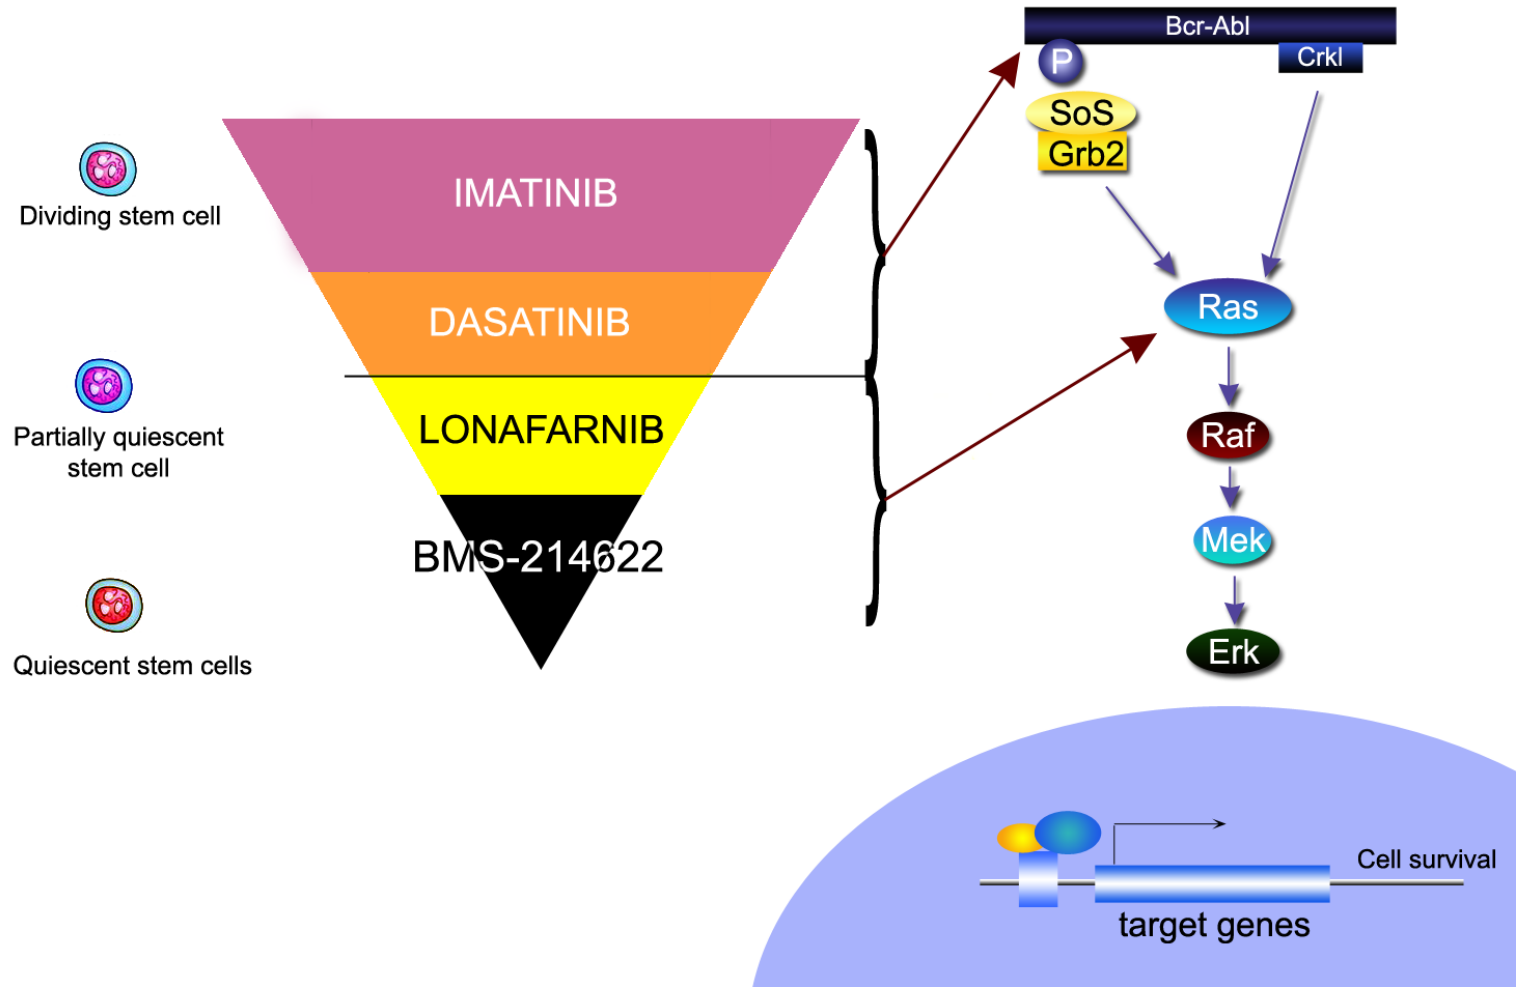 Bcr-Abl
P
Crkl
SoS
Grb2
Dividing stem cell
IMATINIB
DASATINIB
Ras
Partially quiescent
stem cell
LONAFARNIB
Raf
BMS-214622
Mek
Quiescent stem cells
Erk
Cell survival
target genes